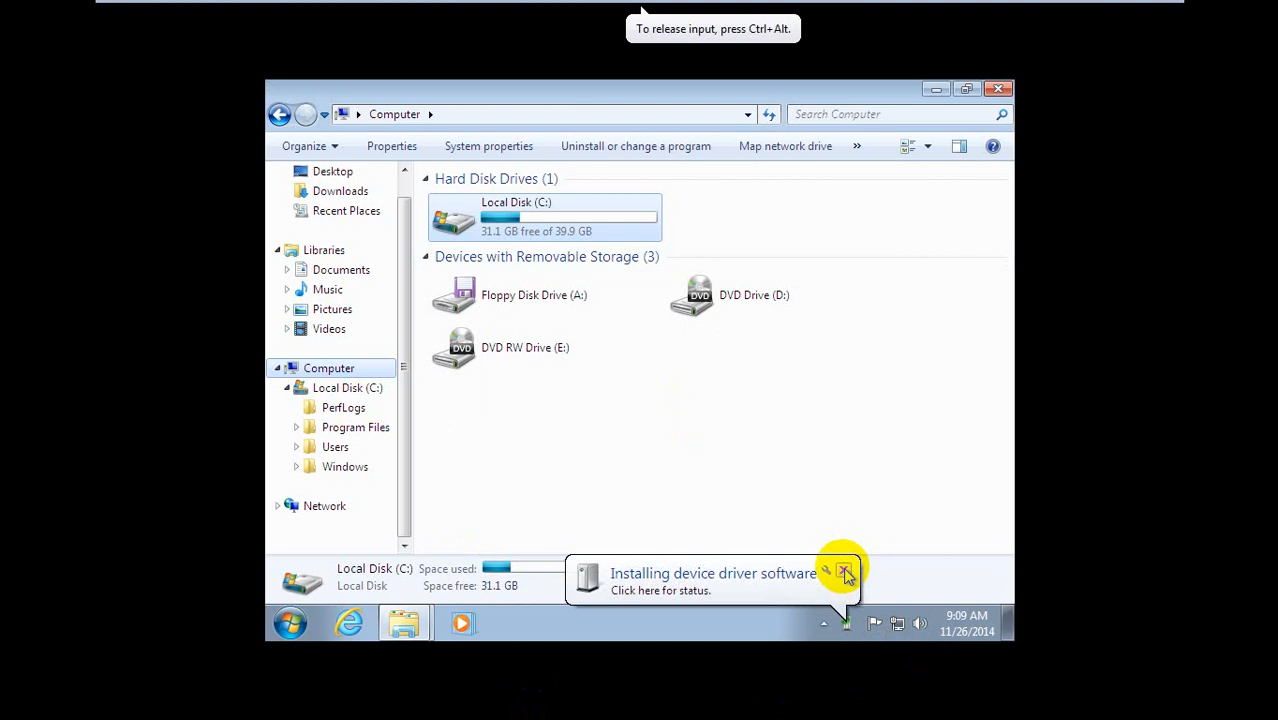 To release input, press Ctrl+Alt.
Computer
Search Computer
Organize
Properties
System properties
Uninstall or change a program
Map network drive
»
Desktop
Downloads
Recent Places
Libraries
Documents
Music
Pictures
Videos
Computer
Local Disk (C:)
PerfLogs
Program Files
Users
Windows
Network
Hard Disk Drives (1)
Local Disk (C:)
31.1 GB free of 39.9 GB
Devices with Removable Storage (3)
Floppy Disk Drive (A:)
DVD
DVD Drive (D:)
DVD
DVD RW Drive (E:)
Local Disk (C:) Space used:
Local Disk Space free: 31.1 GB
Installing device driver software
Click here for status.
9:09 AM
11/26/2014